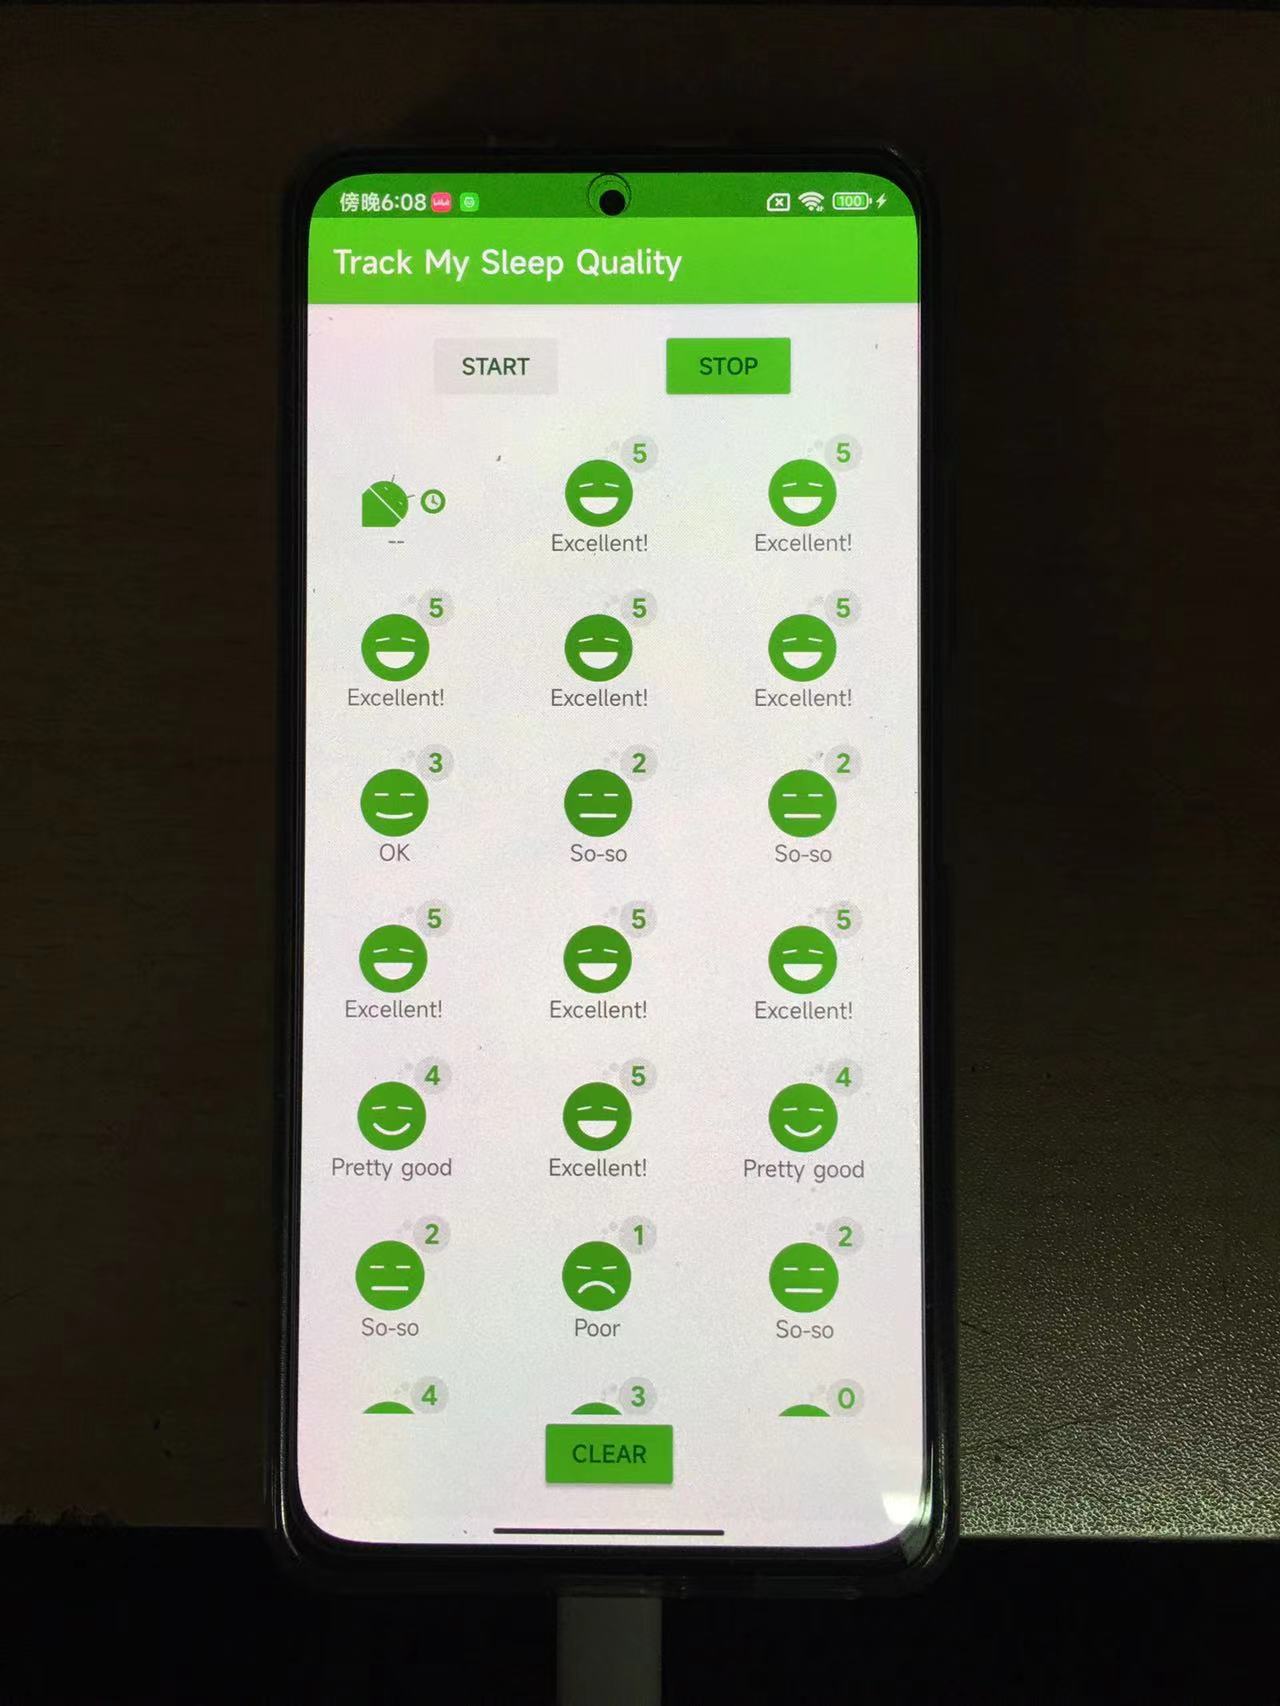 傍晚6:08 100
Track My Sleep Quality
START STOP
5 5
-- Excellent! Excellent!
5 5 5
Excellent! Excellent! Excellent!
3 2 2
OK So-so So-so
5 5 5
Excellent! Excellent! Excellent!
4 5 4
Pretty good Excellent! Pretty good
2 1 2
So-so Poor So-so
4 3 0
CLEAR